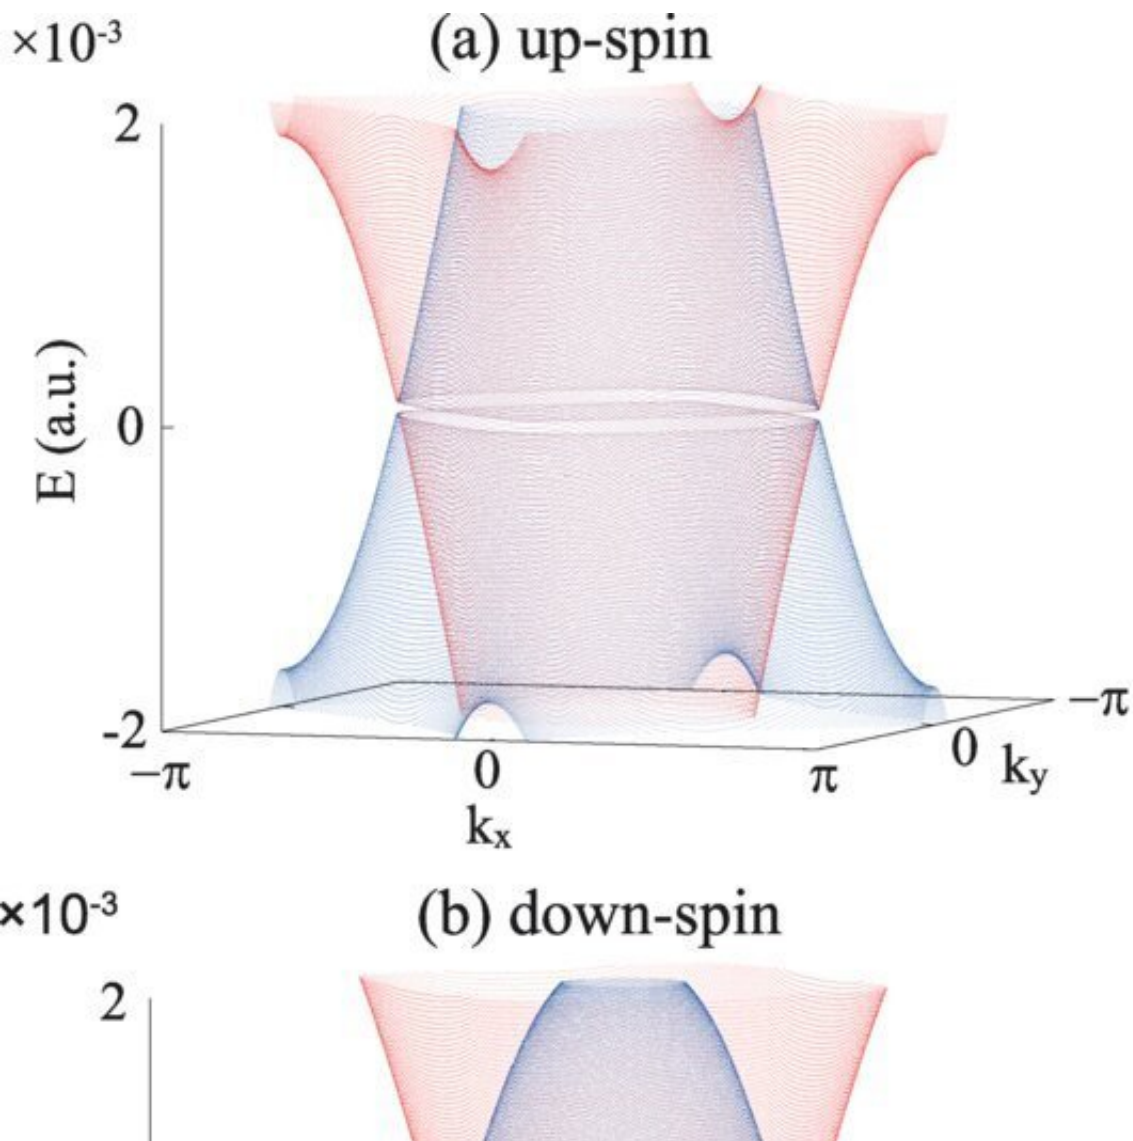 ×10-3
(a) up-spin
2
E (a.u.)
0
-2
−π
0
π
kx
0
ky
−π
×10-3
(b) down-spin
2